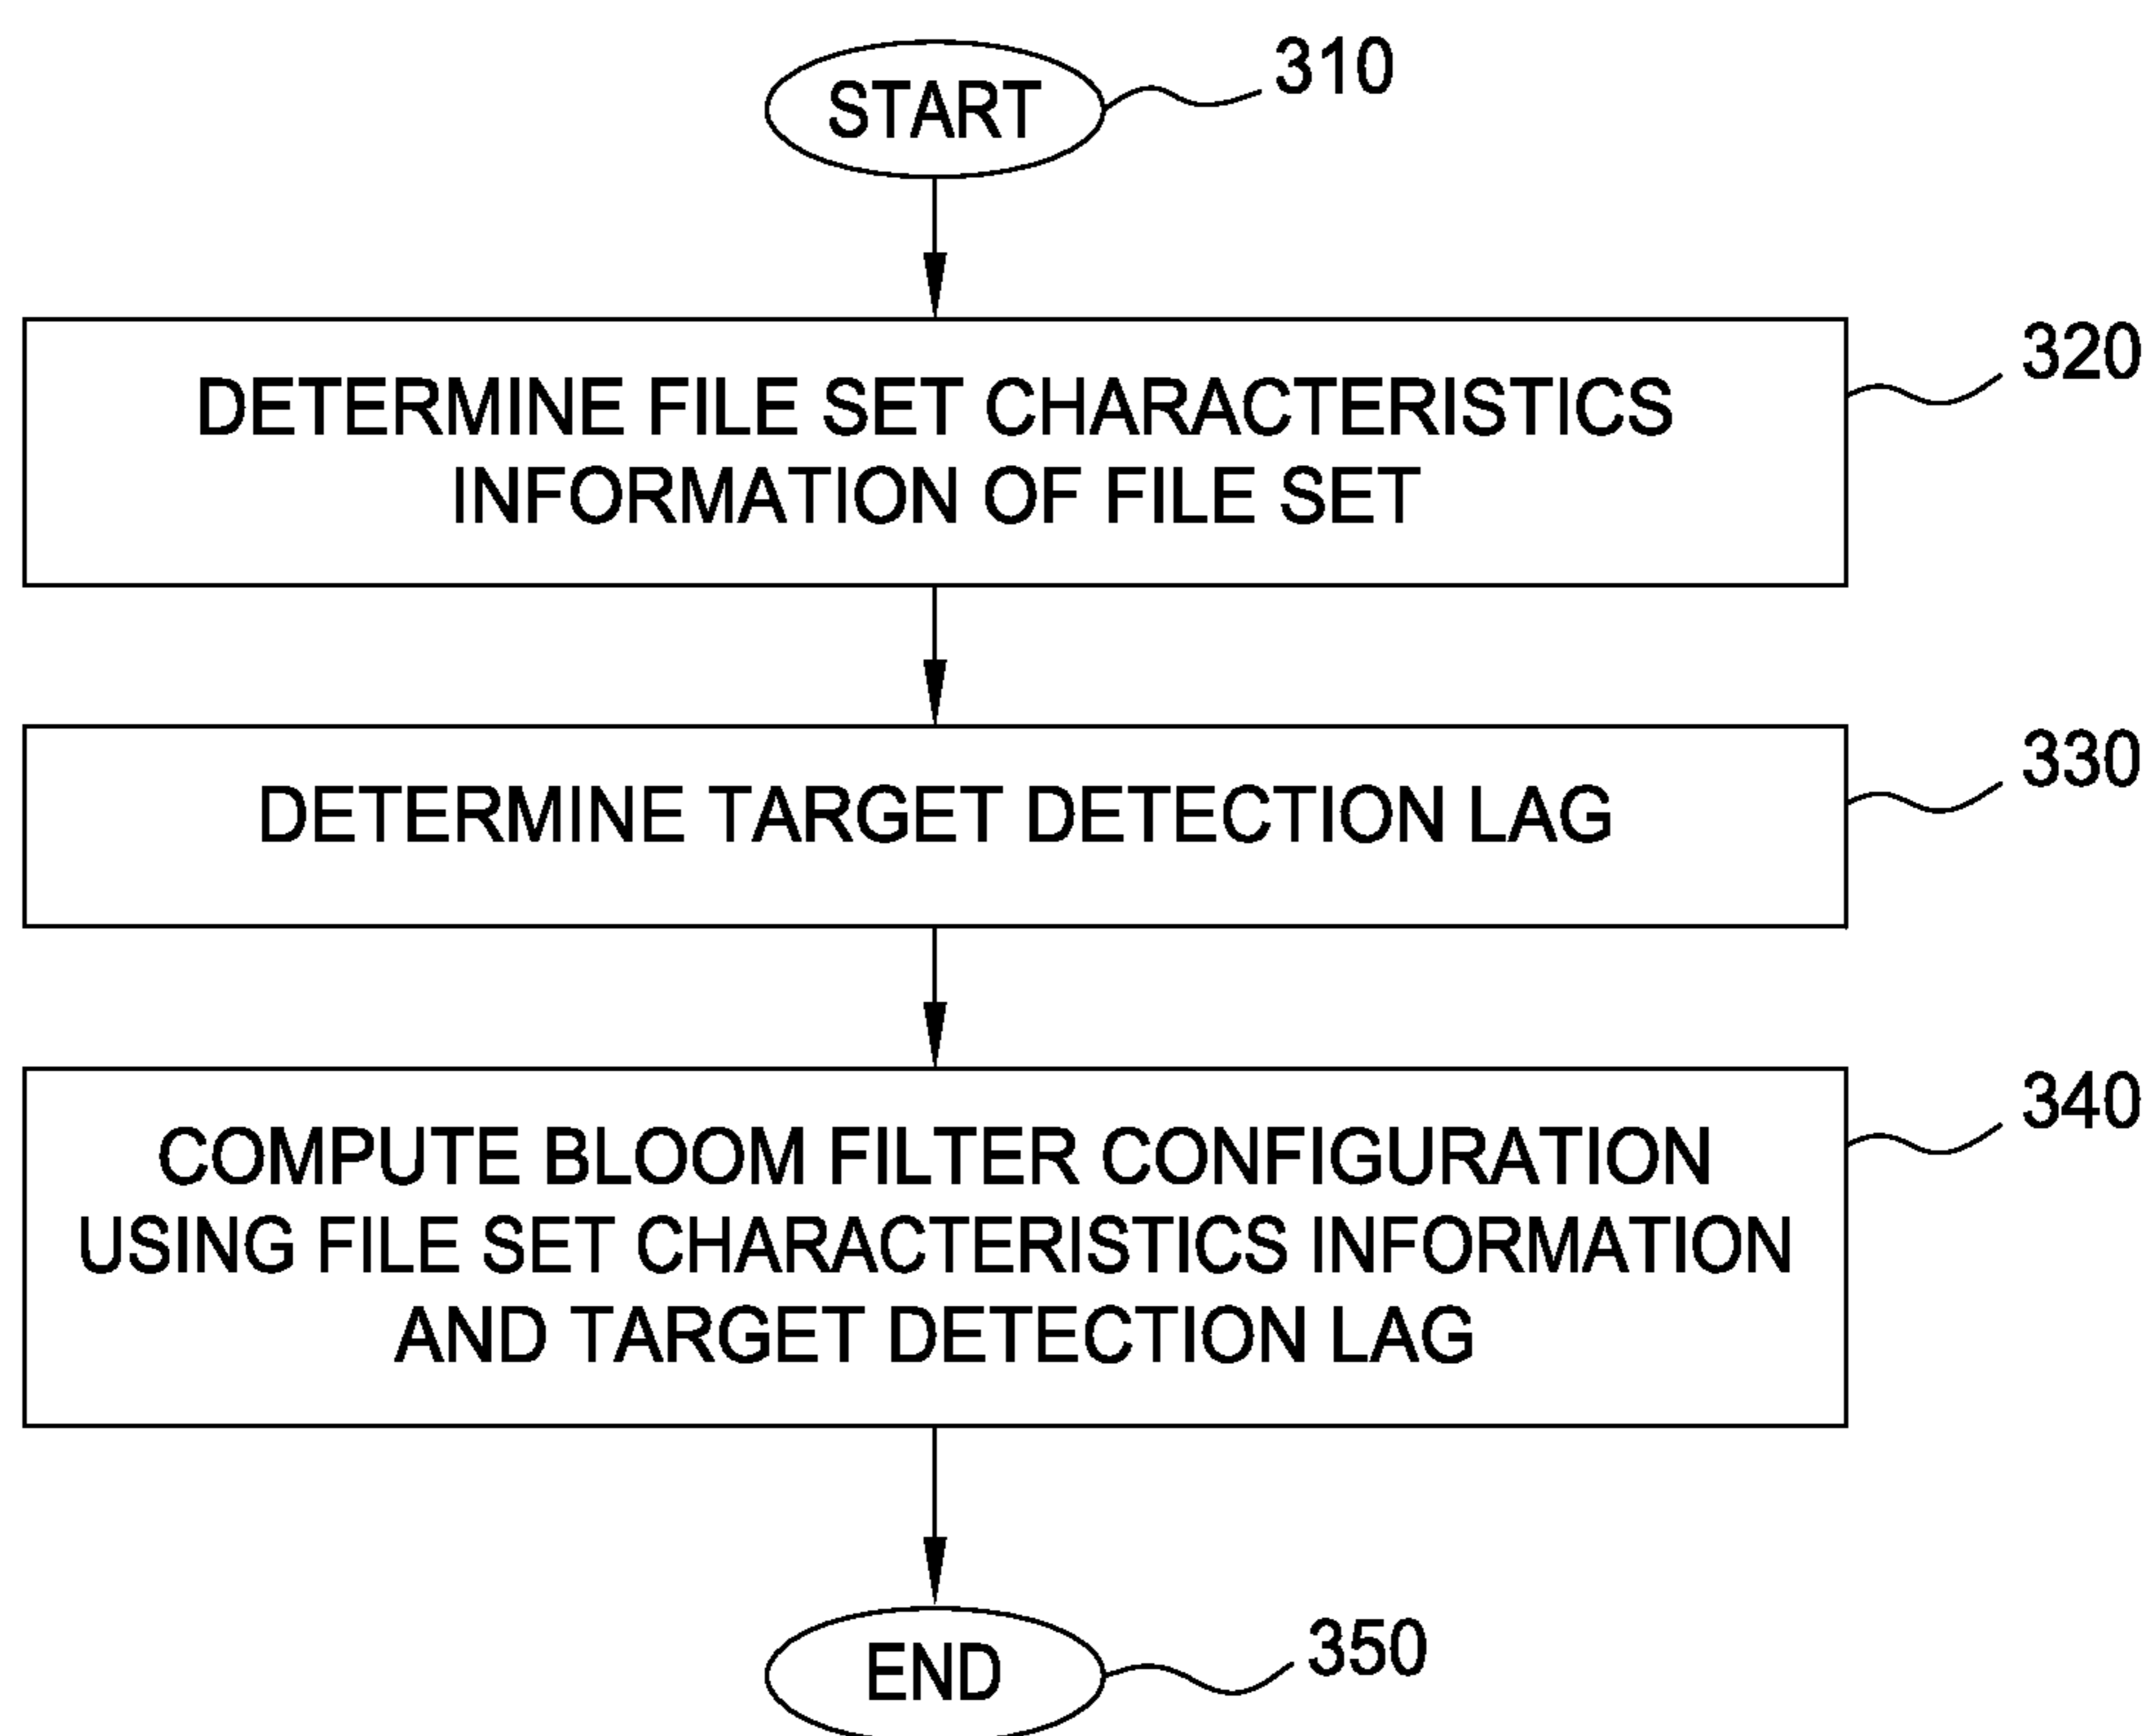 START
310
DETERMINE FILE SET CHARACTERISTICS
INFORMATION OF FILE SET
320
DETERMINE TARGET DETECTION LAG
330
COMPUTE BLOOM FILTER CONFIGURATION
USING FILE SET CHARACTERISTICS INFORMATION
AND TARGET DETECTION LAG
340
END
350